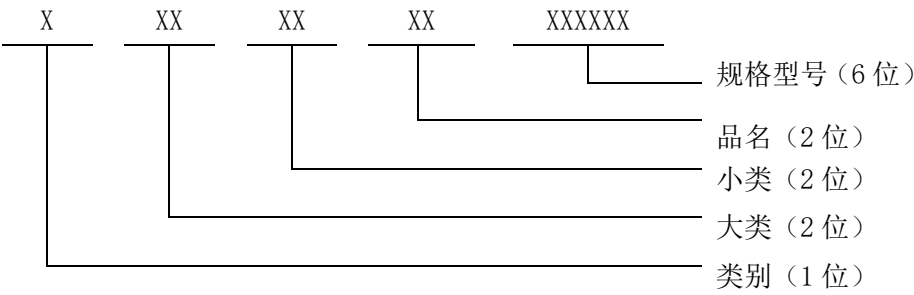 X XX XX XX XXXXXX
规格型号（6 位）
品名（2 位）
小类（2 位）
大类（2 位）
类别（1 位）